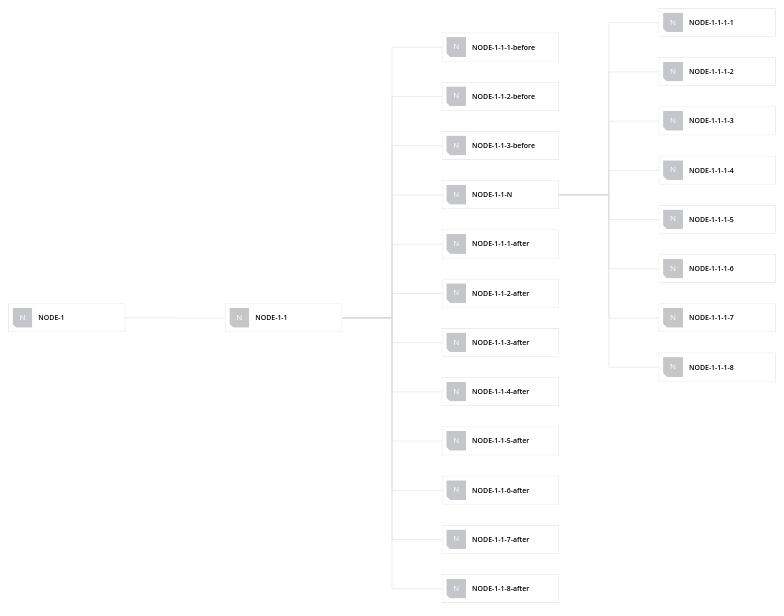 N NODE-1
N NODE-1-1
N NODE-1-1-1-before
N NODE-1-1-2-before
N NODE-1-1-3-before
N NODE-1-1-N
N NODE-1-1-1-after
N NODE-1-1-2-after
N NODE-1-1-3-after
N NODE-1-1-4-after
N NODE-1-1-5-after
N NODE-1-1-6-after
N NODE-1-1-7-after
N NODE-1-1-8-after
N NODE-1-1-1-1
N NODE-1-1-1-2
N NODE-1-1-1-3
N NODE-1-1-1-4
N NODE-1-1-1-5
N NODE-1-1-1-6
N NODE-1-1-1-7
N NODE-1-1-1-8